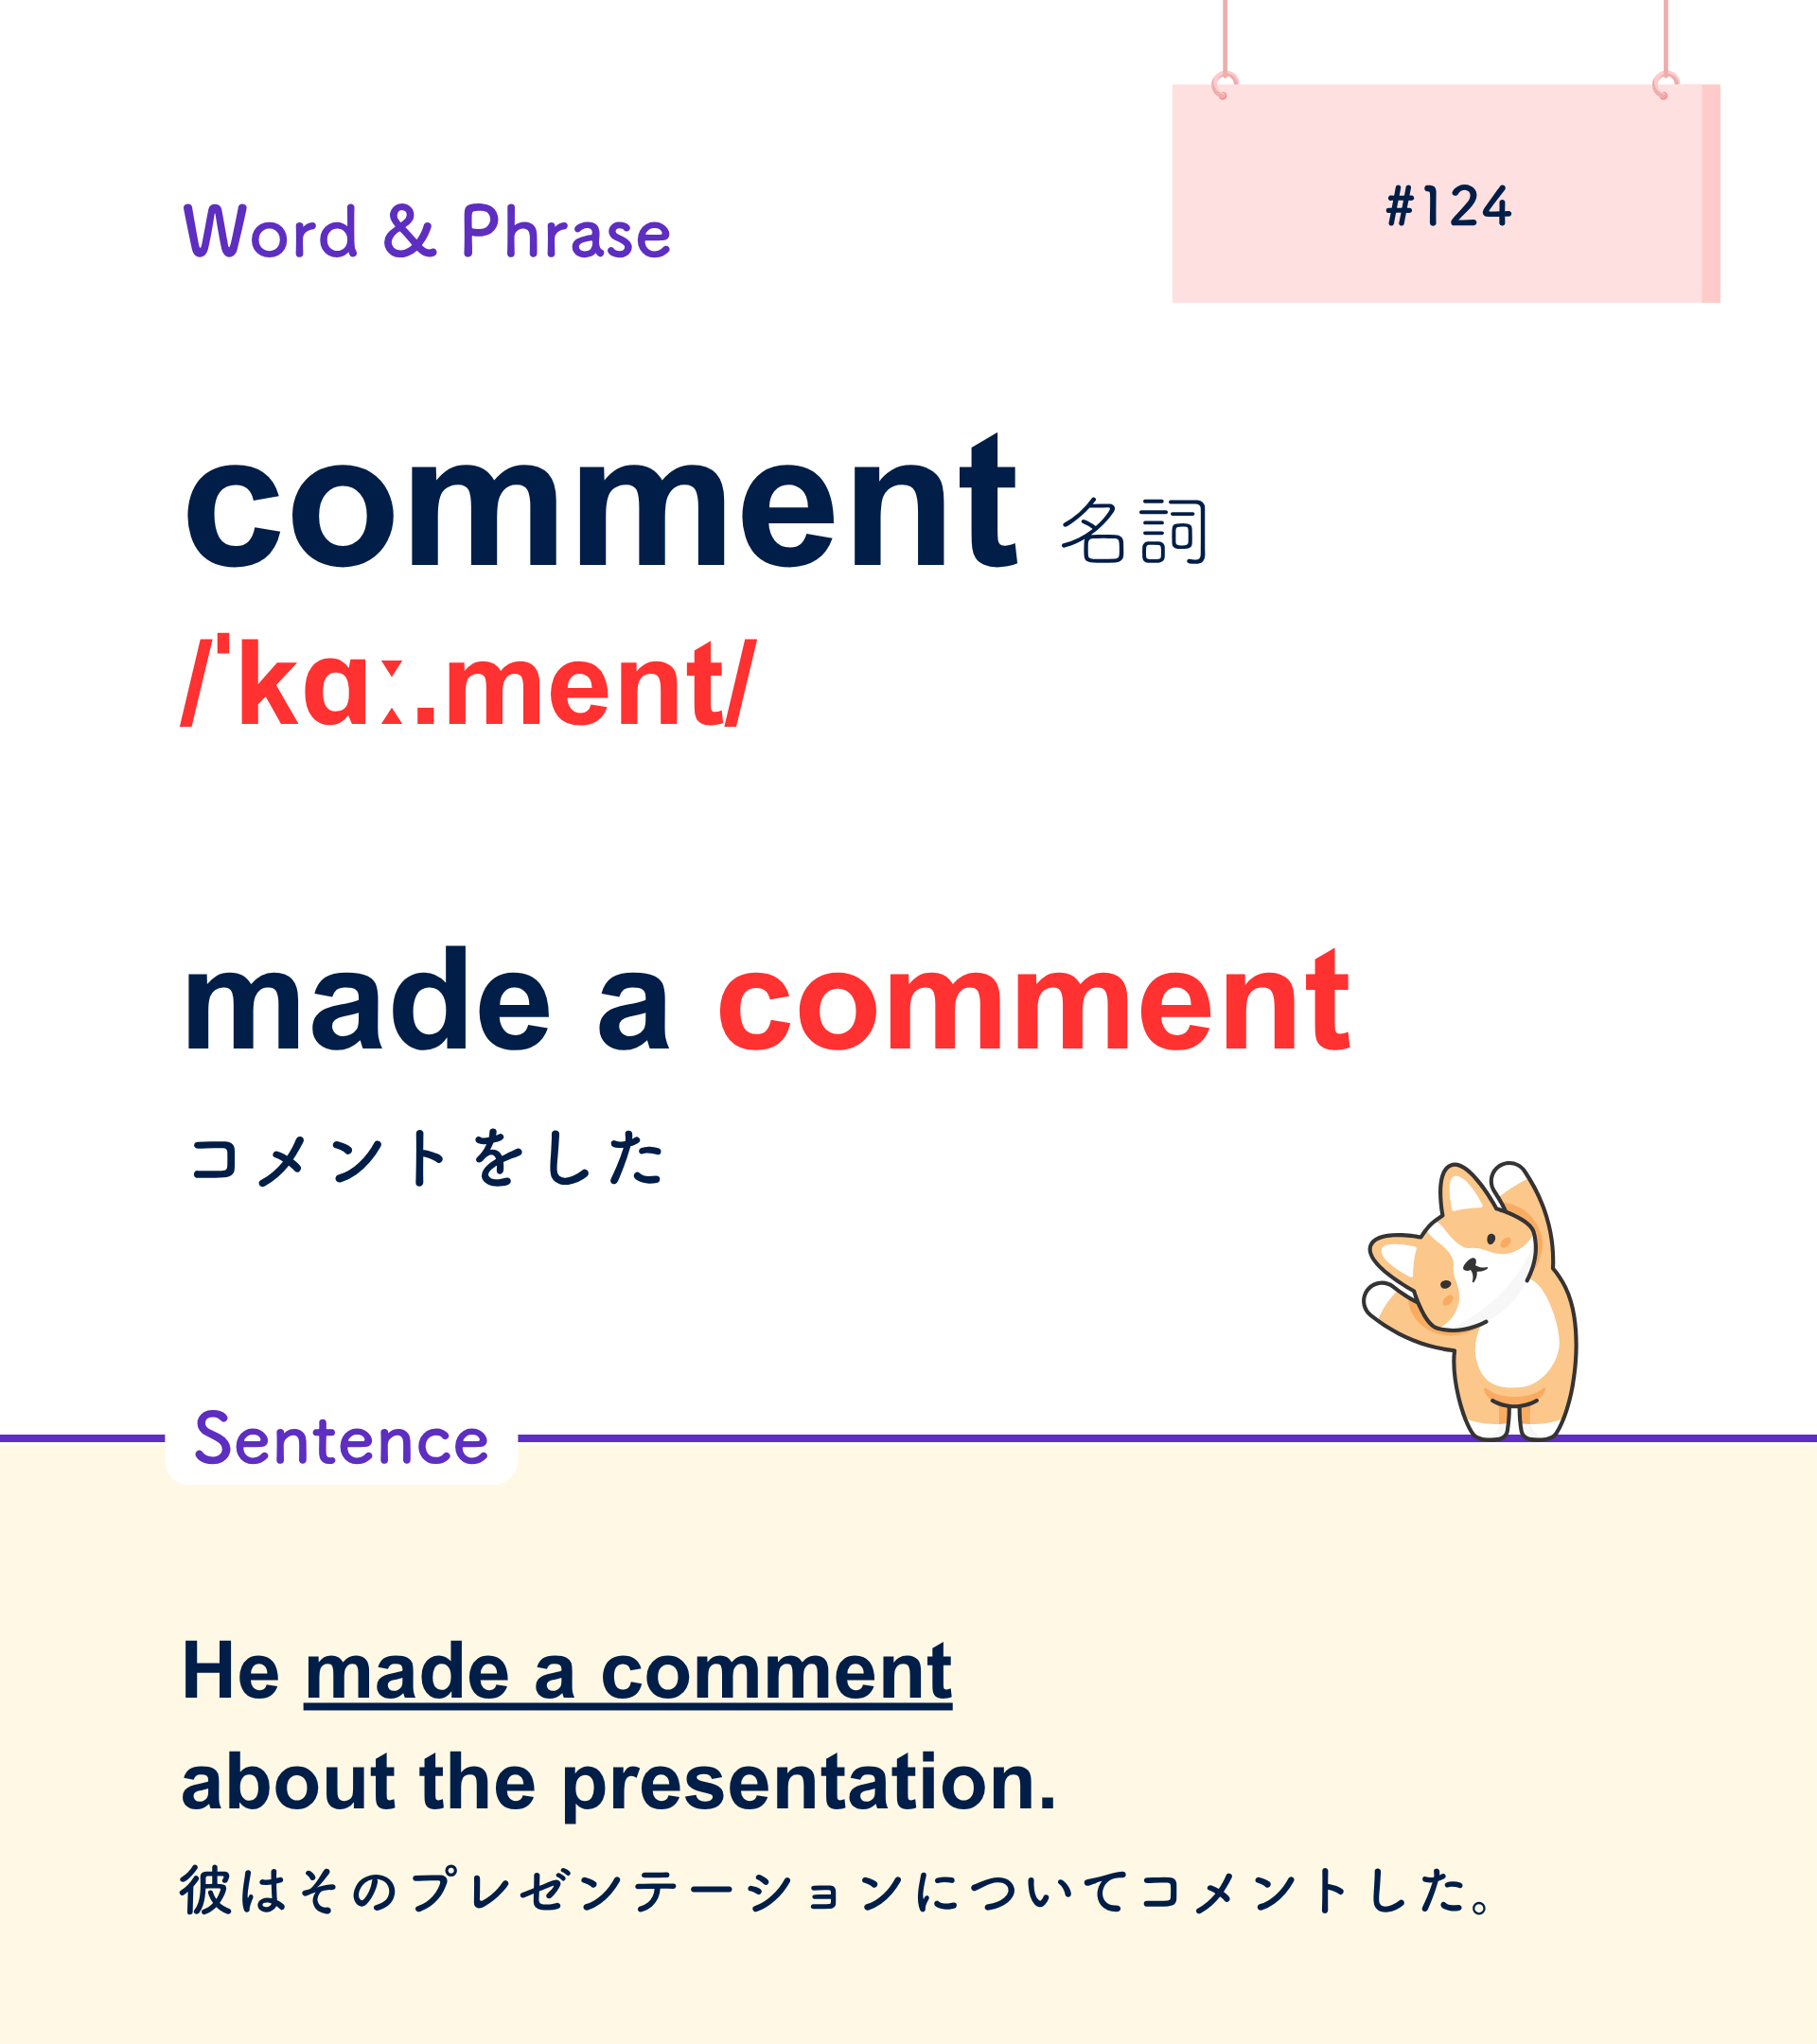 #124
Word & Phrase
comment 名詞
/ˈkɑː.ment/
made a comment
コメントをした
Sentence
He made a comment
about the presentation.
彼はそのプレゼンテーションについてコメントした。